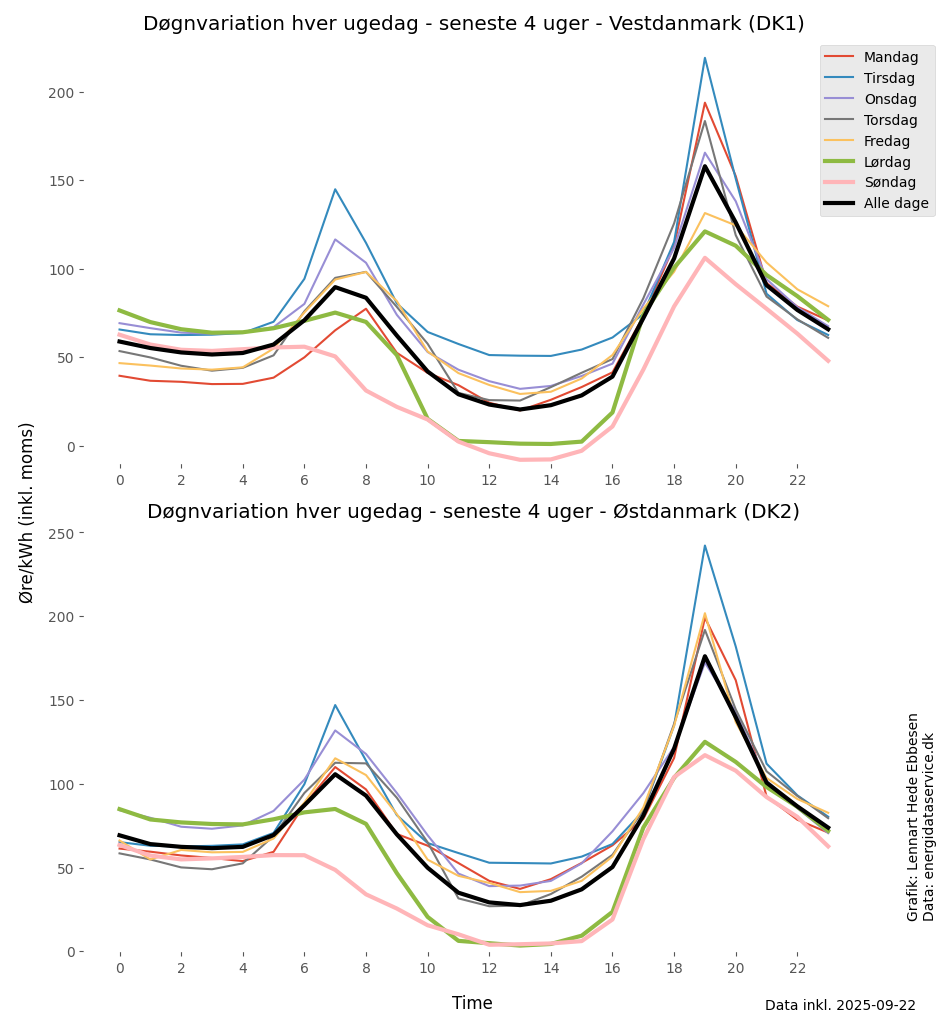 Døgnvariation hver ugedag - seneste 4 uger - Vestdanmark (DK1)
Mandag
Tirsdag
Onsdag
Torsdag
Fredag
Lørdag
Søndag
Alle dage
200
150
100
50
0
0 2 4 6 8 10 12 14 16 18 20 22
Øre/kWh (inkl. moms)
Døgnvariation hver ugedag - seneste 4 uger - Østdanmark (DK2)
250
200
150
100
50
0
0 2 4 6 8 10 12 14 16 18 20 22
Time
Grafik: Lennart Hede Ebbesen
Data: energidataservice.dk
Data inkl. 2025-09-22